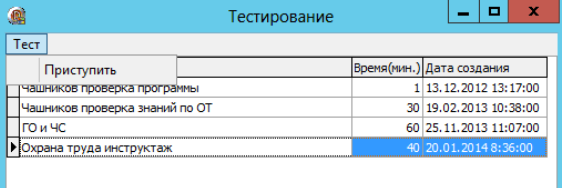 Тестирование
Тест
Приступить
Время(мин.) Дата создания
Чашников проверка программы 1 13.12.2012 13:17:00
Чашников проверка знаний по ОТ 30 19.02.2013 10:38:00
ГО и ЧС 60 25.11.2013 11:07:00
Охрана труда инструктаж 40 20.01.2014 8:36:00